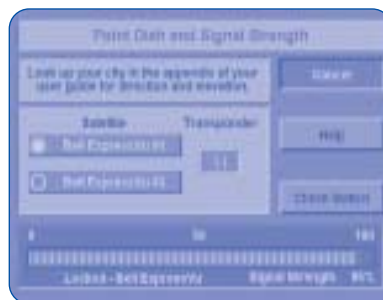 Point Dish and Signal Strength
Look up your city in the appendix of your
user guide for direction and elevation.
Cancel
Satellite
Transponder
Bell ExpressVu
Help
11
Bell ExpressVu
Check Switch
0
50
100
Locked - Bell ExpressVu
Signal Strength